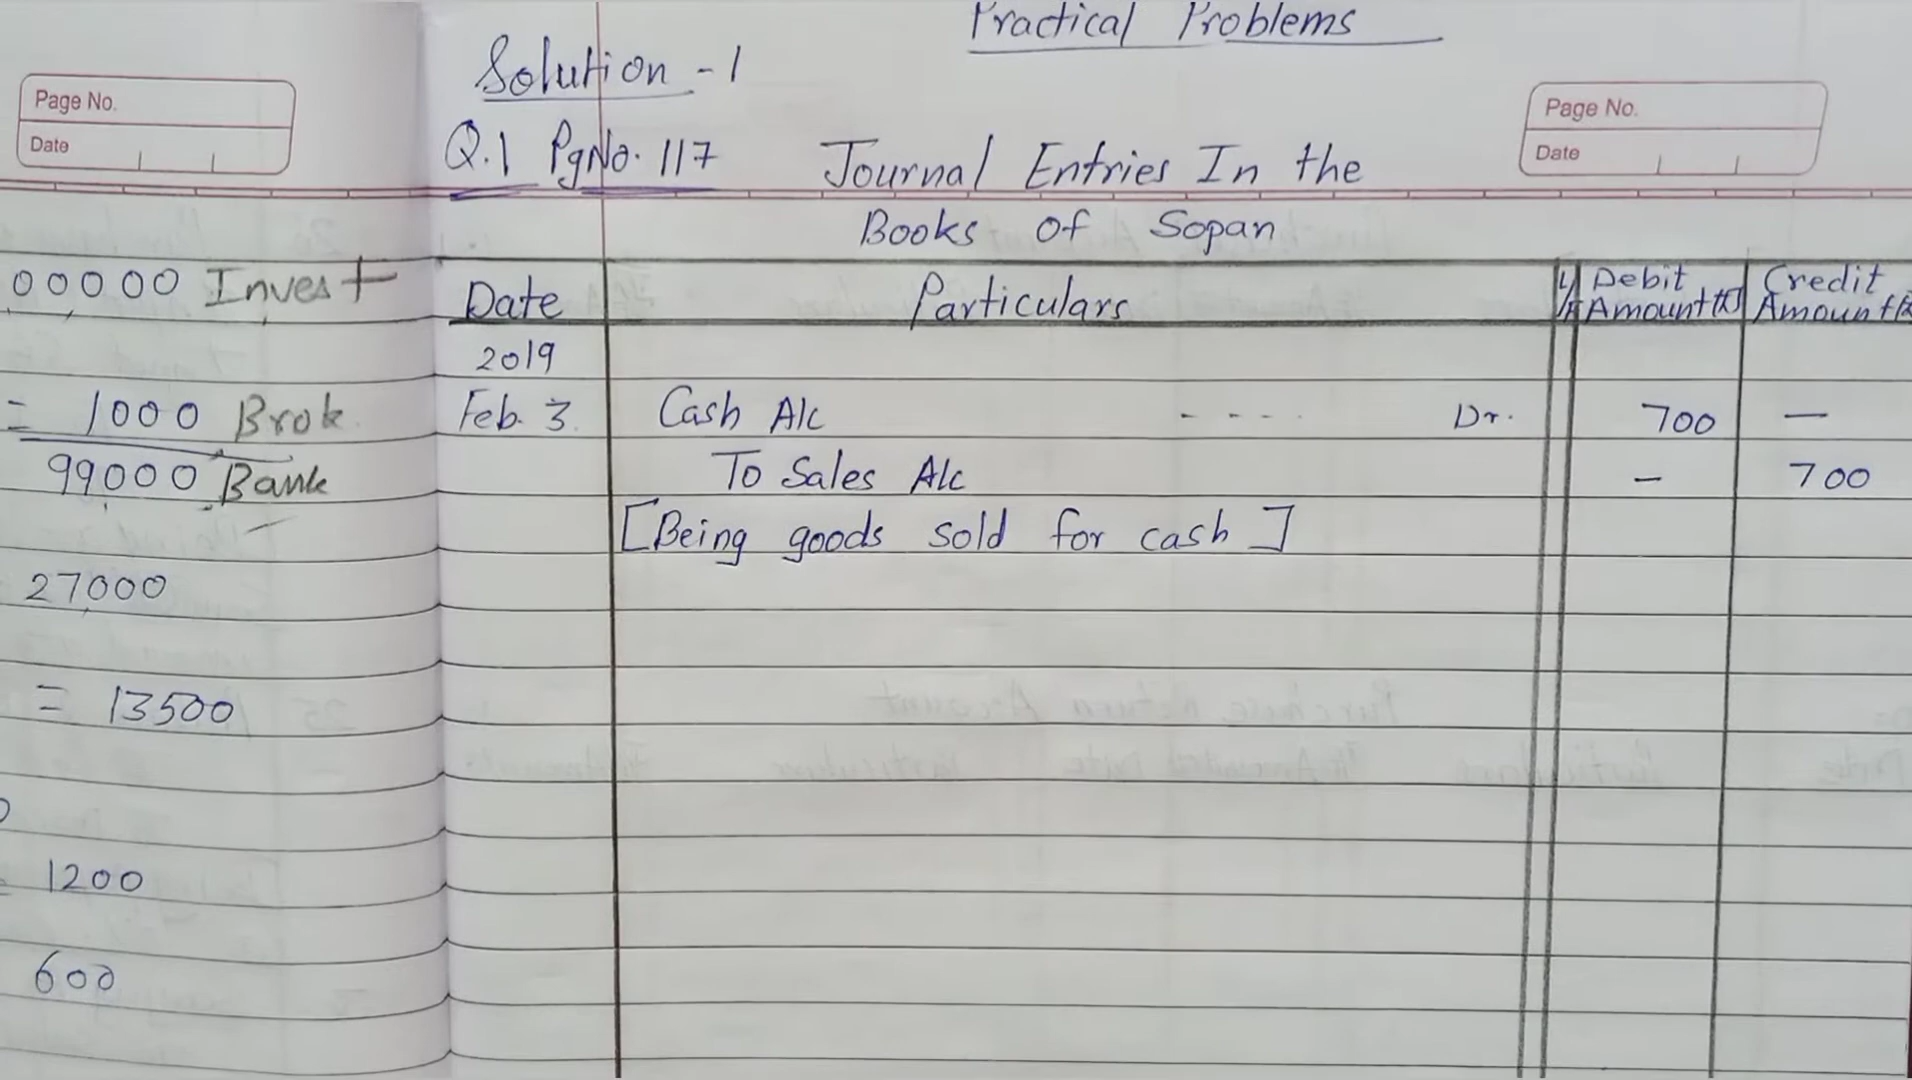 Practical Problems
Solution - 1
Page No.
Date
Page No.
Date
Q.1 PgNo. 117 Journal Entries In the
Books of Sopan
00000 Invest
Date Particulars L/F Debit Amount(₹) Credit Amount(₹
2019
= 1000 Brok.
Feb. 3. Cash A/c - - - - Dr. 700 —
99000 Bank
To Sales A/c — 700
[Being goods sold for cash]
27000
= 13500
1200
600